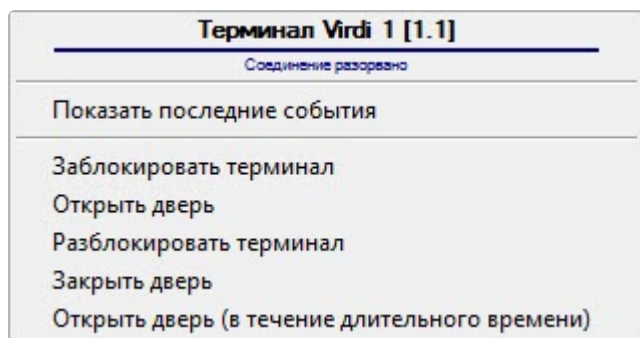 Терминал Virdi 1 [1.1]
Соединение разорвано
Показать последние события
Заблокировать терминал
Открыть дверь
Разблокировать терминал
Закрыть дверь
Открыть дверь (в течение длительного времени)